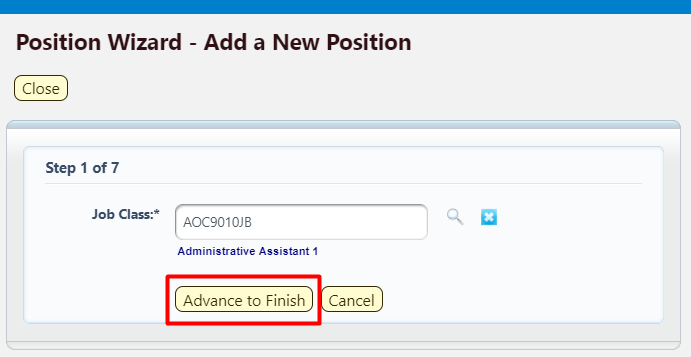 Position Wizard - Add a New Position
Close
Step 1 of 7
Job Class:* AOC9010JB
Administrative Assistant 1
Advance to Finish Cancel